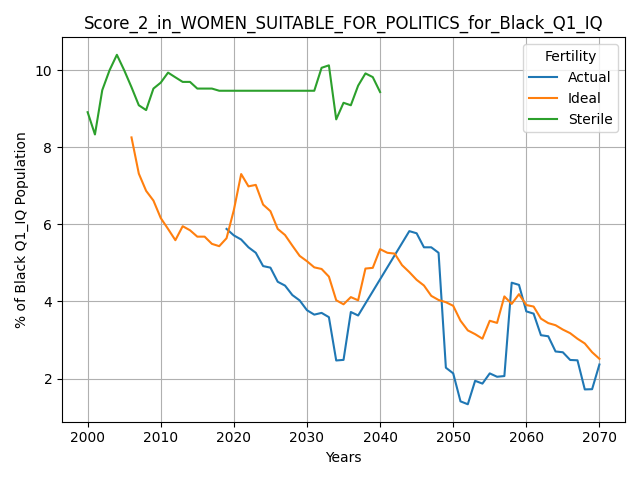 Score_2_in_WOMEN_SUITABLE_FOR_POLITICS_for_Black_Q1_IQ
Fertility
Actual
Ideal
Sterile
% of Black Q1_IQ Population
10
8
6
4
2
2000 2010 2020 2030 2040 2050 2060 2070
Years